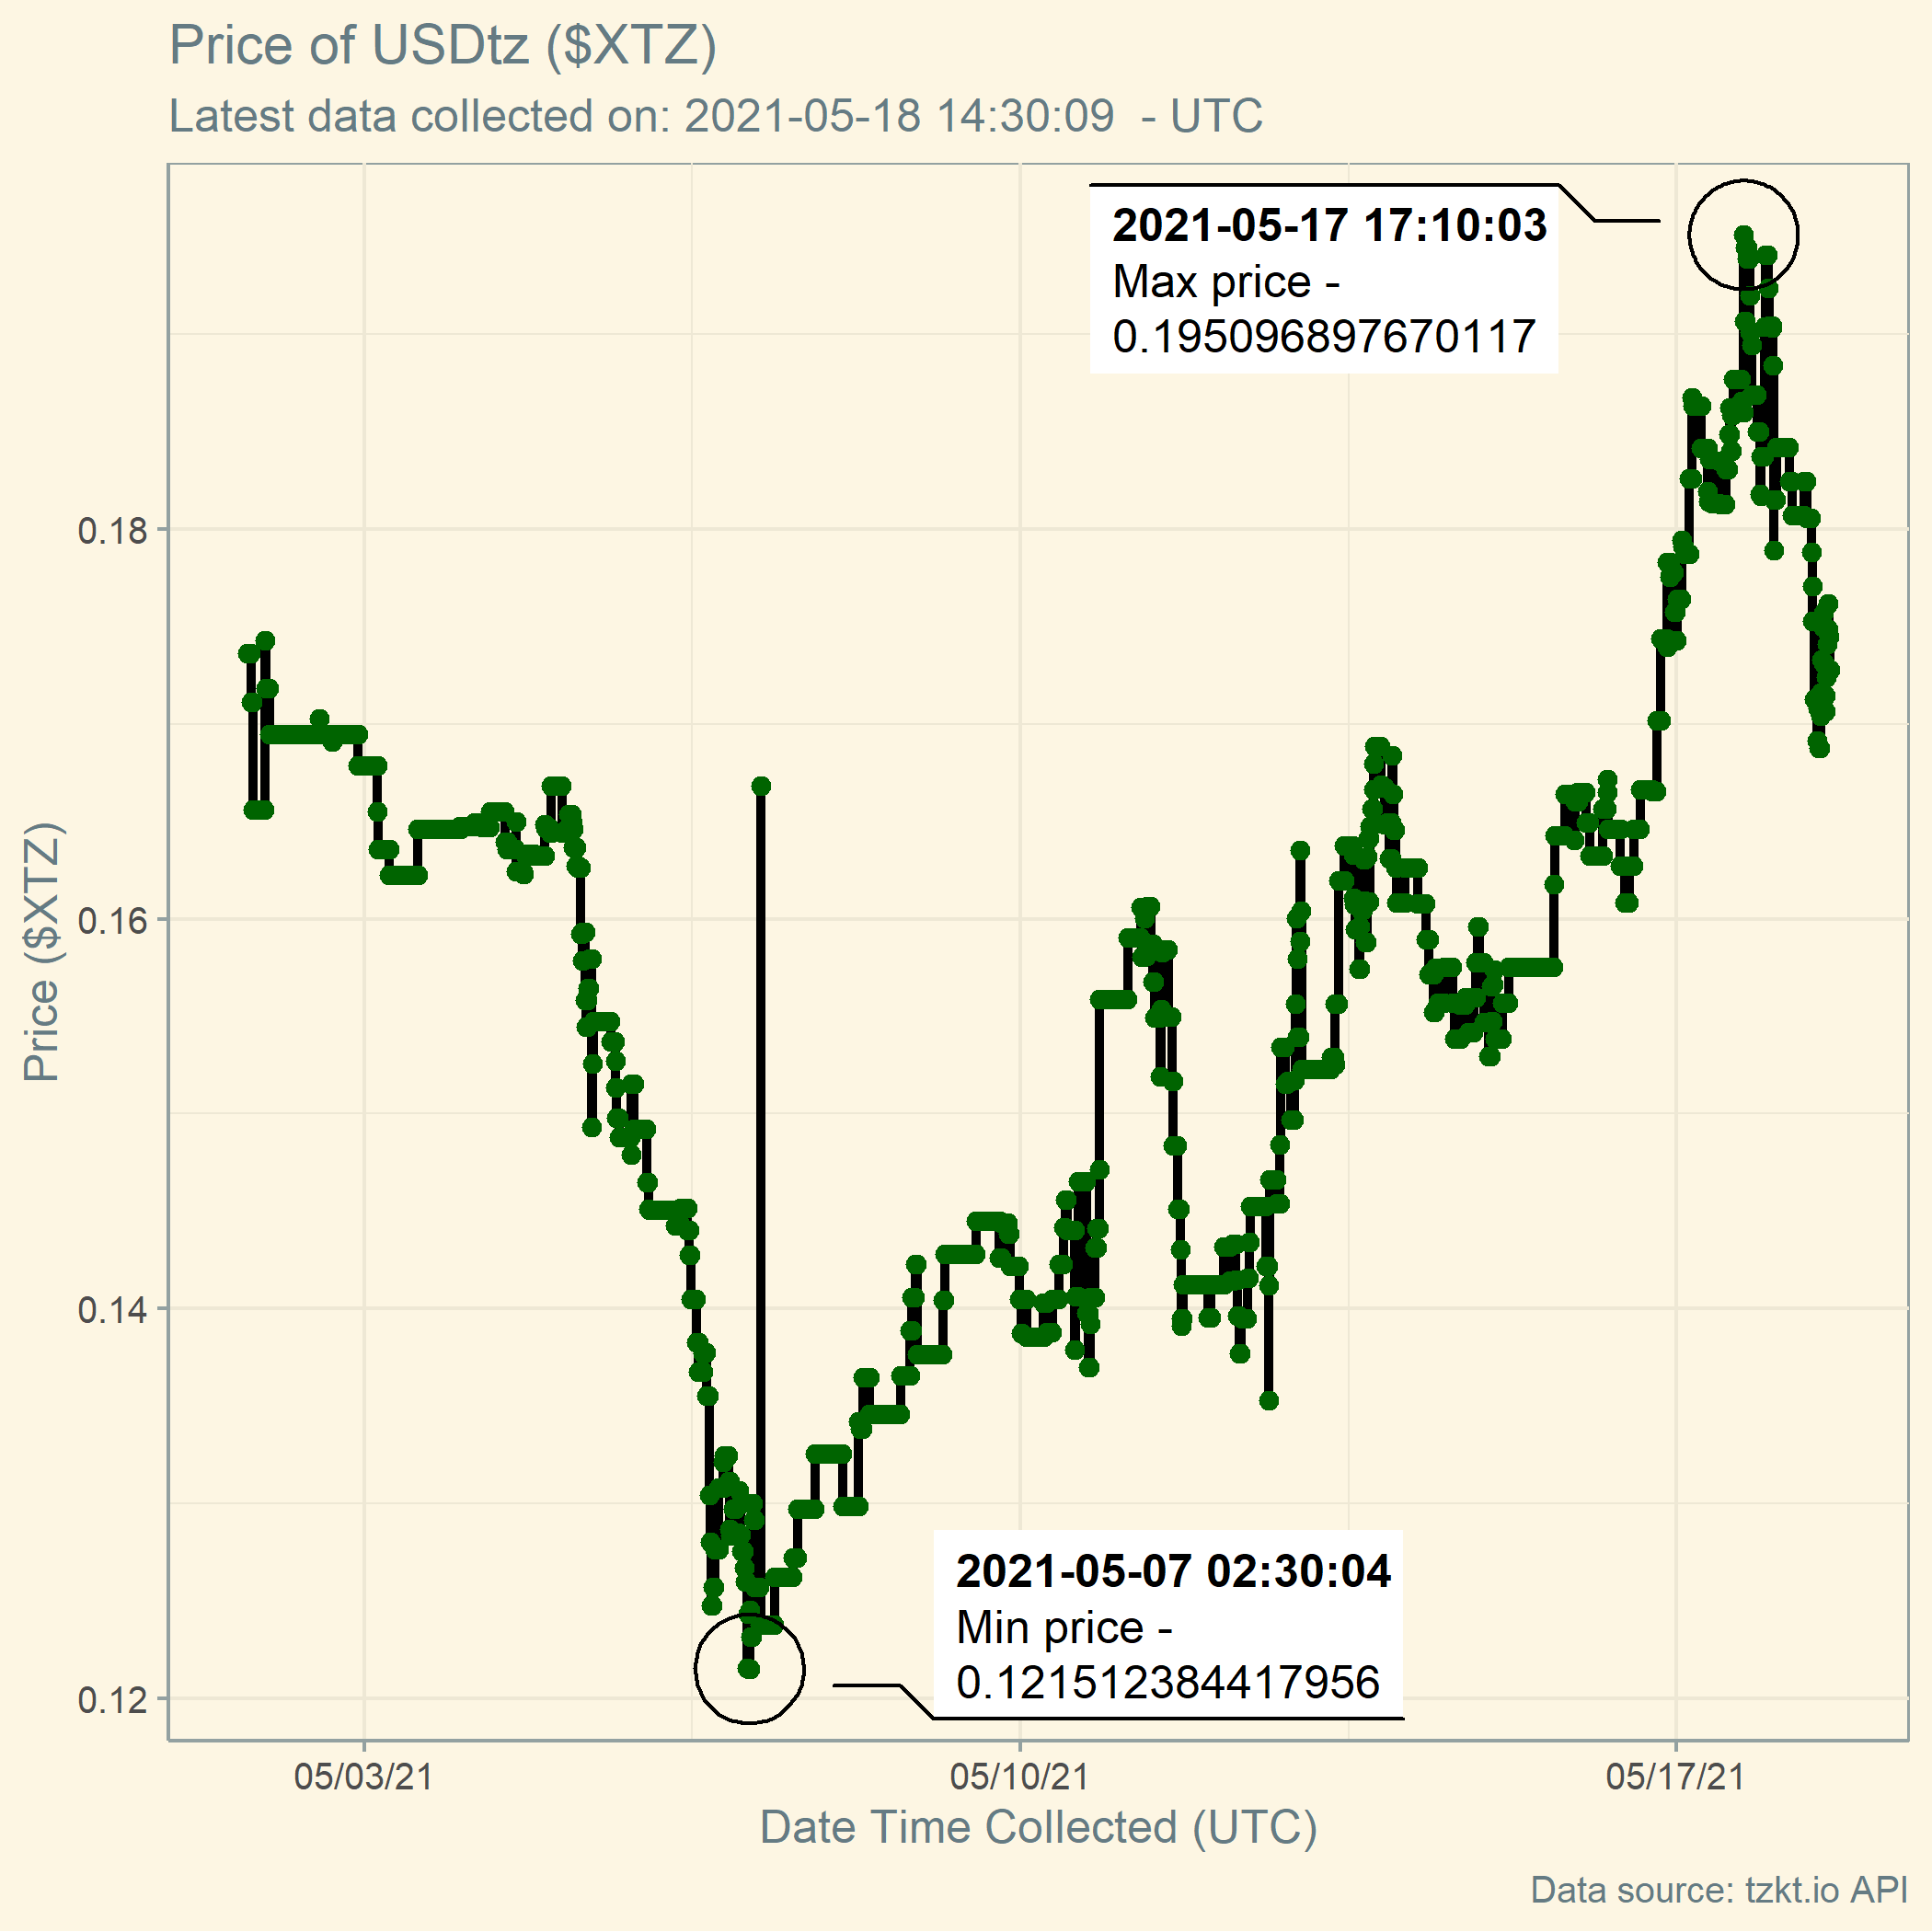 Price of USDtz ($XTZ)
Latest data collected on: 2021-05-18 14:30:09  - UTC
2021-05-17 17:10:03
Max price -
0.195096897670117
0.18
0.16
0.14
0.12
Price ($XTZ)
2021-05-07 02:30:04
Min price -
0.121512384417956
05/03/21
05/10/21
05/17/21
Date Time Collected (UTC)
Data source: tzkt.io API